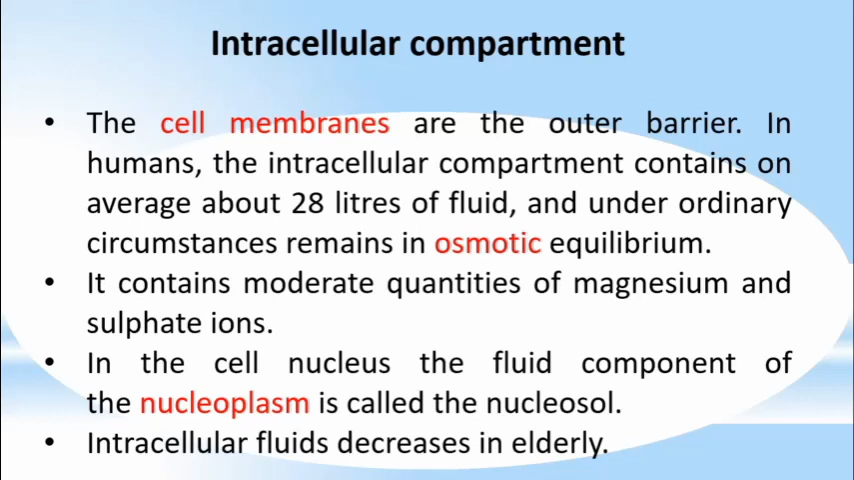 Intracellular compartment
• The cell membranes are the outer barrier. In
humans, the intracellular compartment contains on
average about 28 litres of fluid, and under ordinary
circumstances remains in osmotic equilibrium.
• It contains moderate quantities of magnesium and
sulphate ions.
• In the cell nucleus the fluid component of
the nucleoplasm is called the nucleosol.
• Intracellular fluids decreases in elderly.